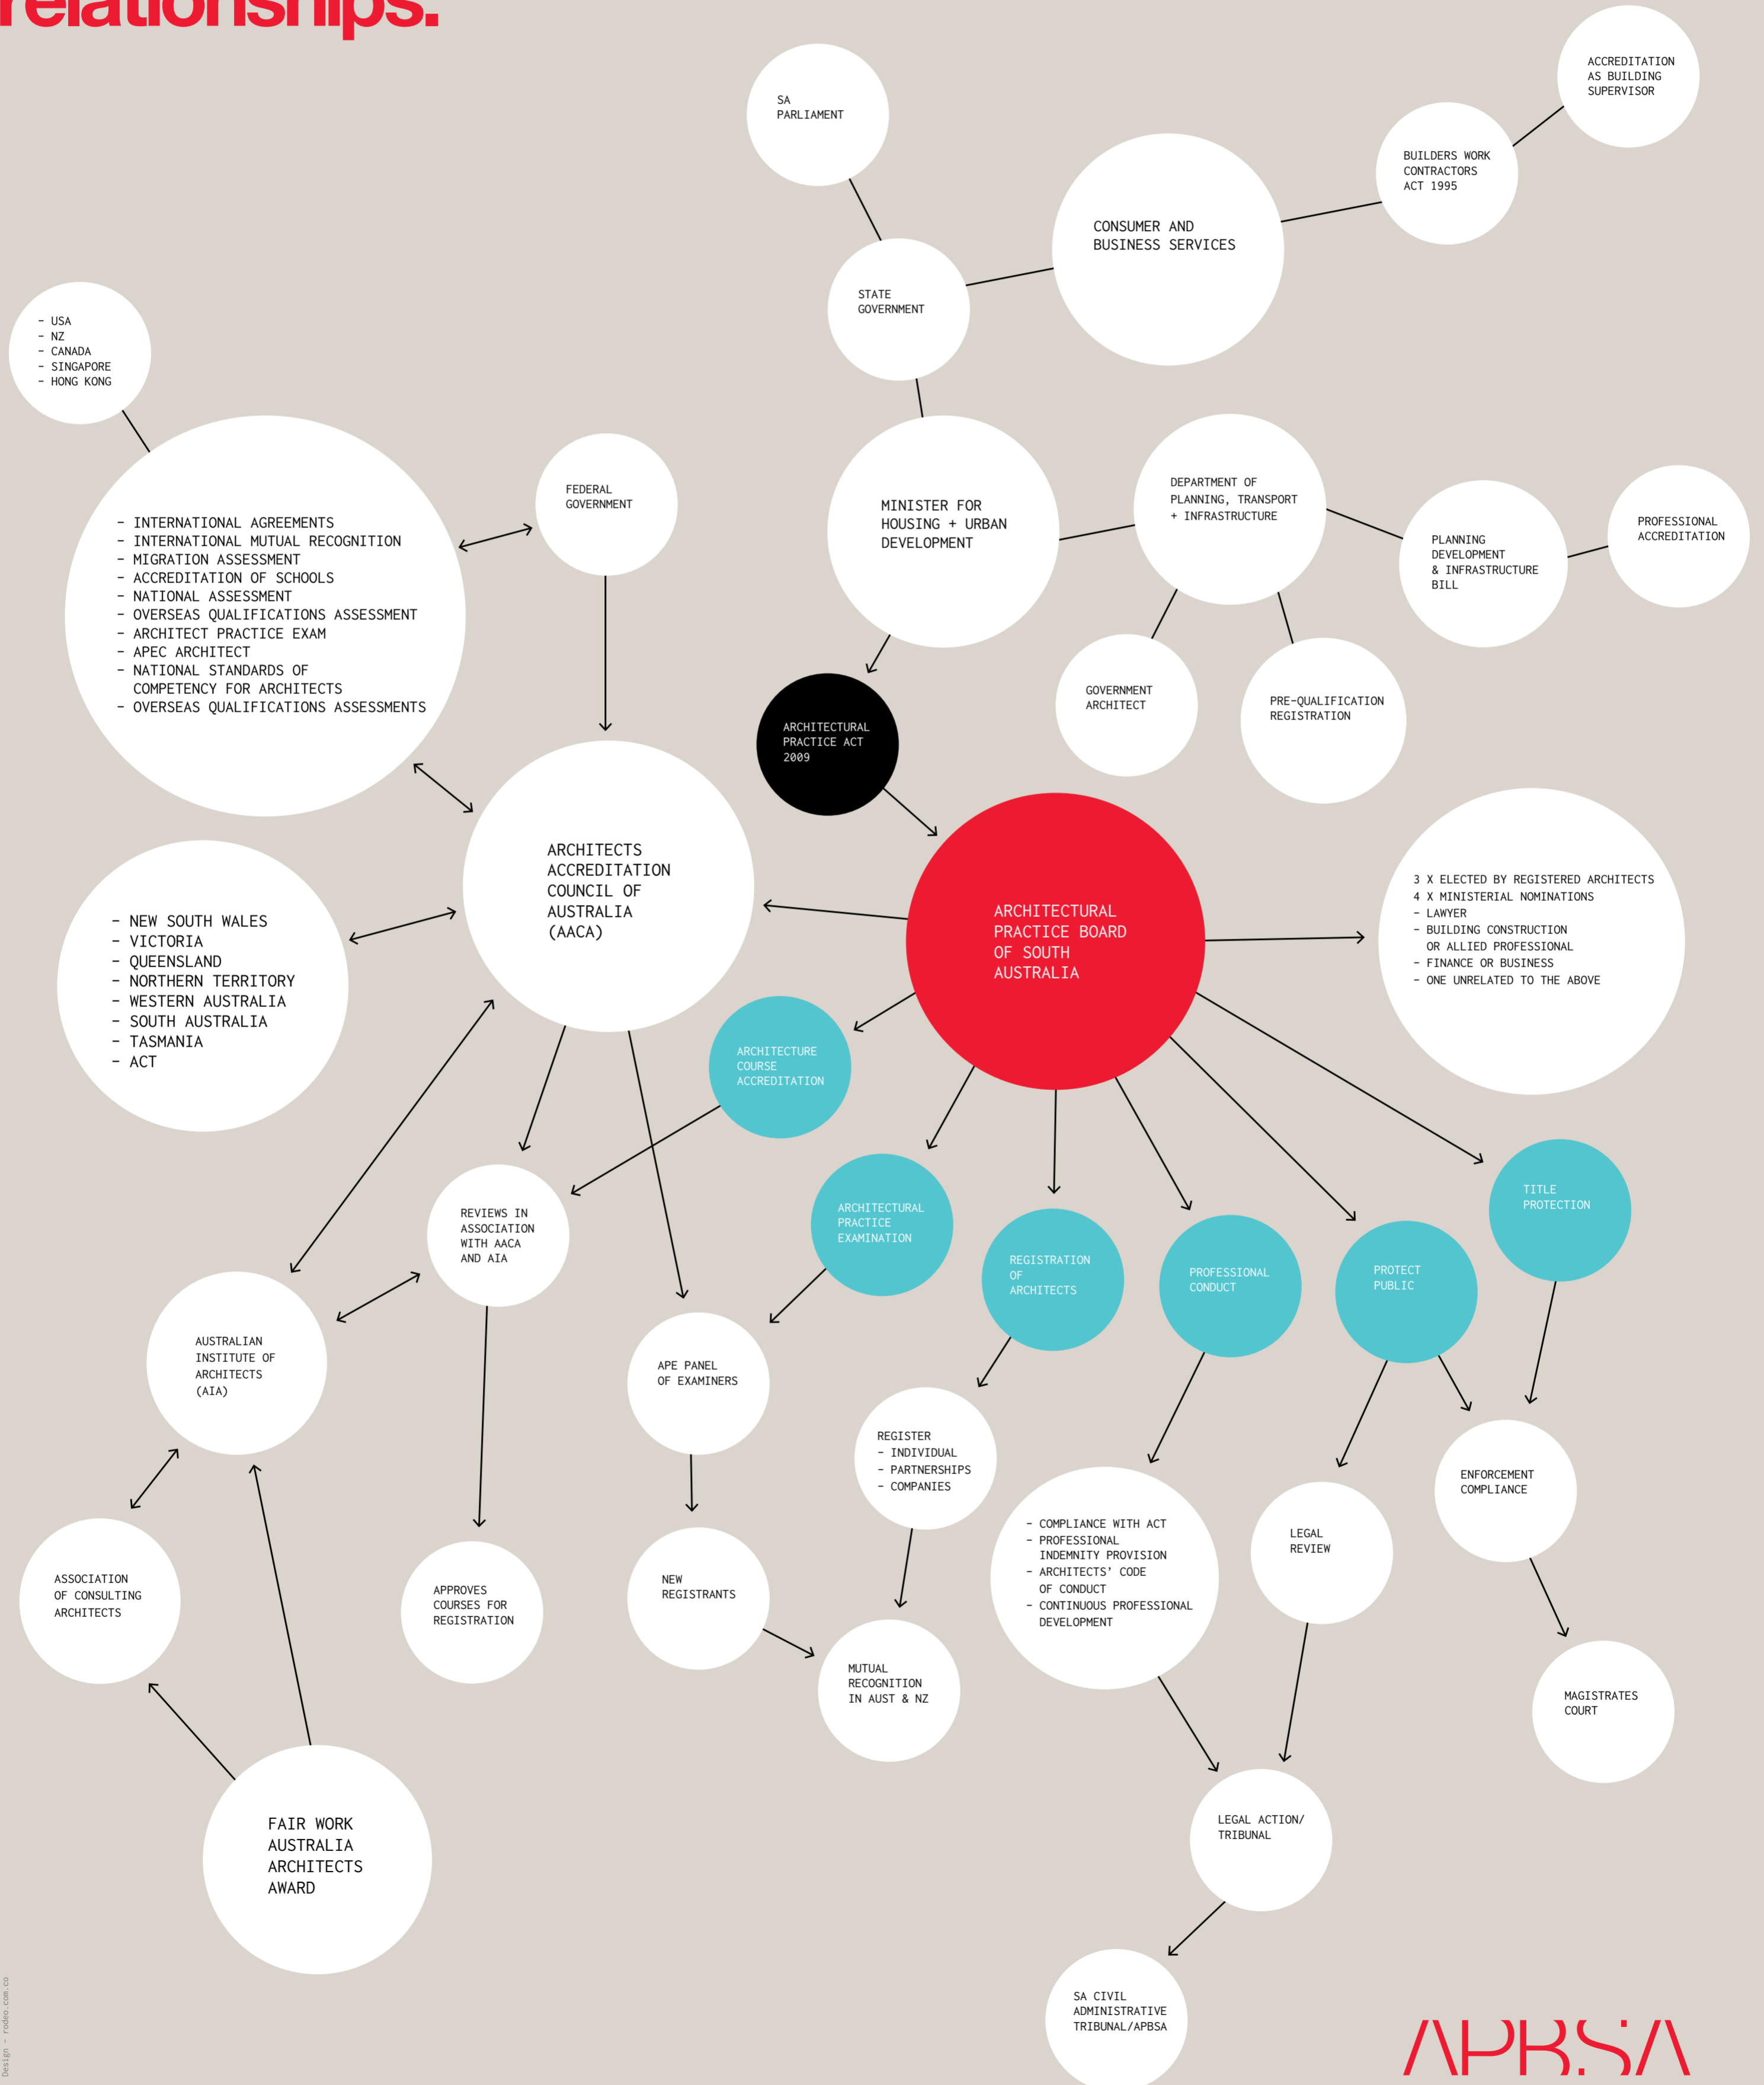 relationships.
ACCREDITATION
AS BUILDING
SUPERVISOR
SA
PARLIAMENT
BUILDERS WORK
CONTRACTORS
ACT 1995
CONSUMER AND
BUSINESS SERVICES
STATE
GOVERNMENT
- USA
- NZ
- CANADA
- SINGAPORE
- HONG KONG
FEDERAL
GOVERNMENT
MINISTER FOR
HOUSING + URBAN
DEVELOPMENT
DEPARTMENT OF
PLANNING, TRANSPORT
+ INFRASTRUCTURE
PLANNING
DEVELOPMENT
& INFRASTRUCTURE
BILL
PROFESSIONAL
ACCREDITATION
- INTERNATIONAL AGREEMENTS
- INTERNATIONAL MUTUAL RECOGNITION
- MIGRATION ASSESSMENT
- ACCREDITATION OF SCHOOLS
- NATIONAL ASSESSMENT
- OVERSEAS QUALIFICATIONS ASSESSMENT
- ARCHITECT PRACTICE EXAM
- APEC ARCHITECT
- NATIONAL STANDARDS OF
COMPETENCY FOR ARCHITECTS
- OVERSEAS QUALIFICATIONS ASSESSMENTS
GOVERNMENT
ARCHITECT
PRE-QUALIFICATION
REGISTRATION
ARCHITECTURAL
PRACTICE ACT
2009
ARCHITECTS
ACCREDITATION
COUNCIL OF
AUSTRALIA
(AACA)
ARCHITECTURAL
PRACTICE BOARD
OF SOUTH
AUSTRALIA
3 X ELECTED BY REGISTERED ARCHITECTS
4 X MINISTERIAL NOMINATIONS
- LAWYER
- BUILDING CONSTRUCTION
OR ALLIED PROFESSIONAL
- FINANCE OR BUSINESS
- ONE UNRELATED TO THE ABOVE
- NEW SOUTH WALES
- VICTORIA
- QUEENSLAND
- NORTHERN TERRITORY
- WESTERN AUSTRALIA
- SOUTH AUSTRALIA
- TASMANIA
- ACT
ARCHITECTURE
COURSE
ACCREDITATION
REVIEWS IN
ASSOCIATION
WITH AACA
AND AIA
ARCHITECTURAL
PRACTICE
EXAMINATION
REGISTRATION
OF
ARCHITECTS
PROFESSIONAL
CONDUCT
PROTECT
PUBLIC
TITLE
PROTECTION
AUSTRALIAN
INSTITUTE OF
ARCHITECTS
(AIA)
APE PANEL
OF EXAMINERS
REGISTER
- INDIVIDUAL
- PARTNERSHIPS
- COMPANIES
ENFORCEMENT
COMPLIANCE
- COMPLIANCE WITH ACT
- PROFESSIONAL
INDEMNITY PROVISION
- ARCHITECTS’ CODE
OF CONDUCT
- CONTINUOUS PROFESSIONAL
DEVELOPMENT
LEGAL
REVIEW
ASSOCIATION
OF CONSULTING
ARCHITECTS
APPROVES
COURSES FOR
REGISTRATION
NEW
REGISTRANTS
MUTUAL
RECOGNITION
IN AUST & NZ
MAGISTRATES
COURT
FAIR WORK
AUSTRALIA
ARCHITECTS
AWARD
LEGAL ACTION/
TRIBUNAL
SA CIVIL
ADMINISTRATIVE
TRIBUNAL/APBSA
Design - rodeo.com.co
APB.SA